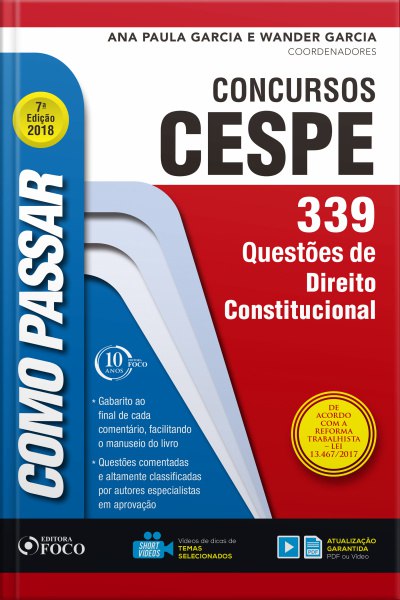 ANA PAULA GARCIA E WANDER GARCIA
COORDENADORES
7ª
Edição
2018
CONCURSOS
CESPE
COMO PASSAR
339
Questões de
Direito
Constitucional
10
ANOS
EDITORA
FOCO
• Gabarito ao
final de cada
comentário, facilitando
o manuseio do livro
• Questões comentadas
e altamente classificadas
por autores especialistas
em aprovação
DE
ACORDO
COM A
REFORMA
TRABALHISTA
– LEI
13.467/2017
EDITORA
FOCO
SHORT
VIDEOS
Vídeos de dicas de
TEMAS
SELECIONADOS
PDF
ATUALIZAÇÃO
GARANTIDA
PDF ou Vídeo